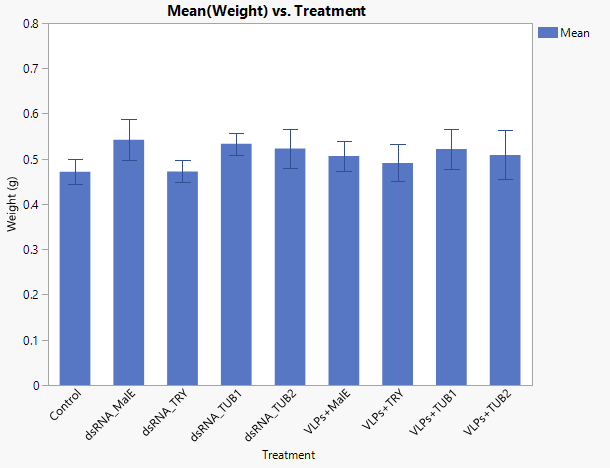 Mean(Weight) vs. Treatment
Mean
0.8
0.7
0.6
0.5
0.4
0.3
0.2
0.1
0
Weight (g)
Control
dsRNA_MalE
dsRNA_TRY
dsRNA_TUB1
dsRNA_TUB2
VLPs+MalE
VLPs+TRY
VLPs+TUB1
VLPs+TUB2
Treatment